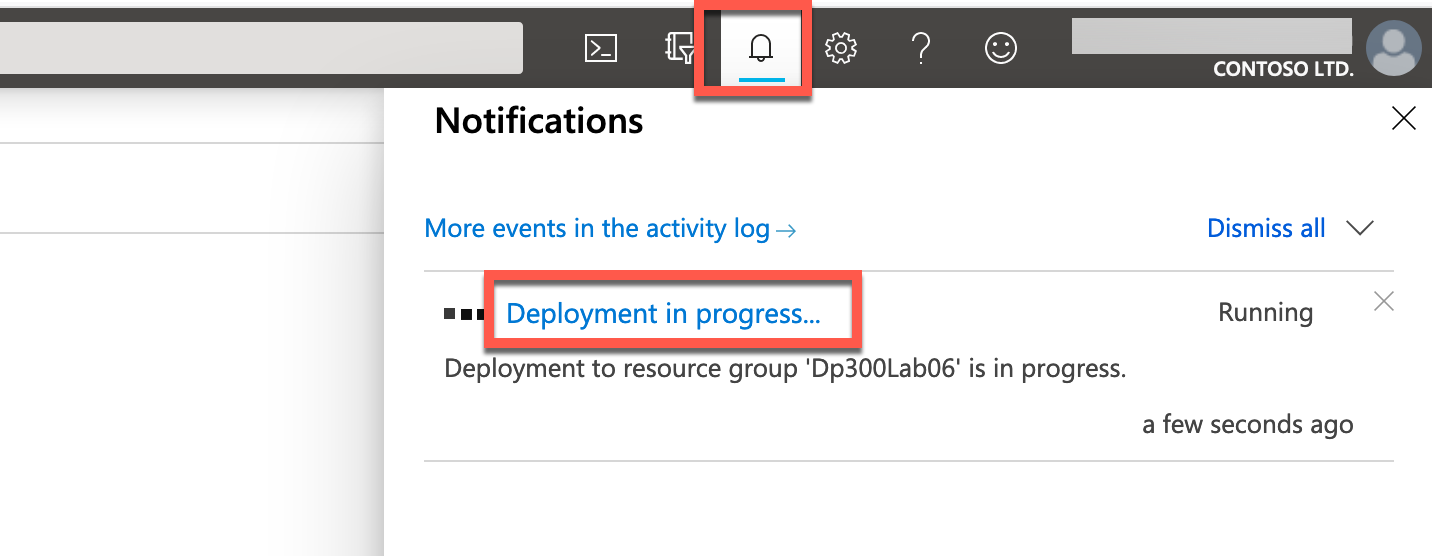 CONTOSO LTD.
Notifications
More events in the activity log→
Dismiss all
Deployment in progress...
Running
Deployment to resource group 'Dp300Lab06' is in progress.
a few seconds ago